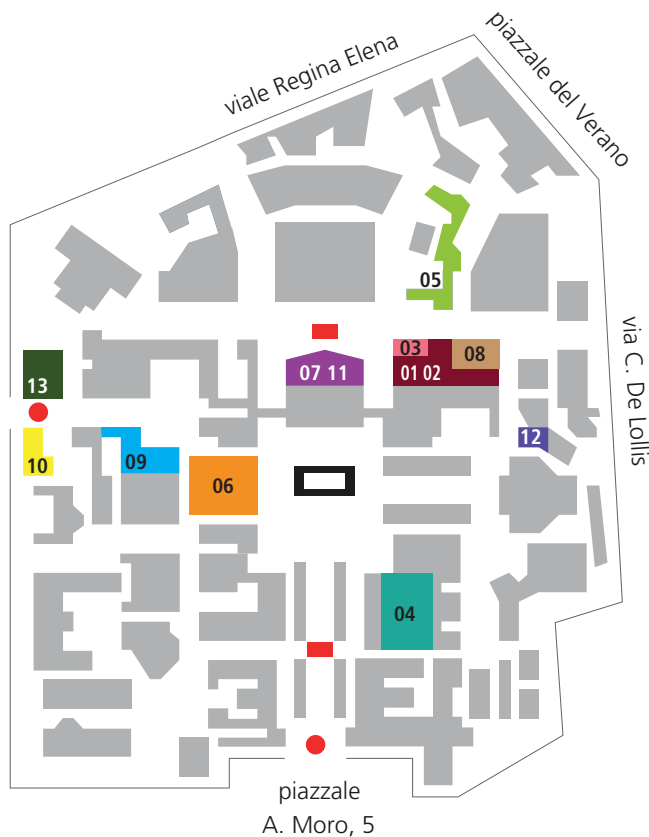 viale Regina Elena
piazzale del Verano
05
03
08
07 11
01 02
13
12
10
09
06
via C. De Lollis
04
piazzale
A. Moro, 5